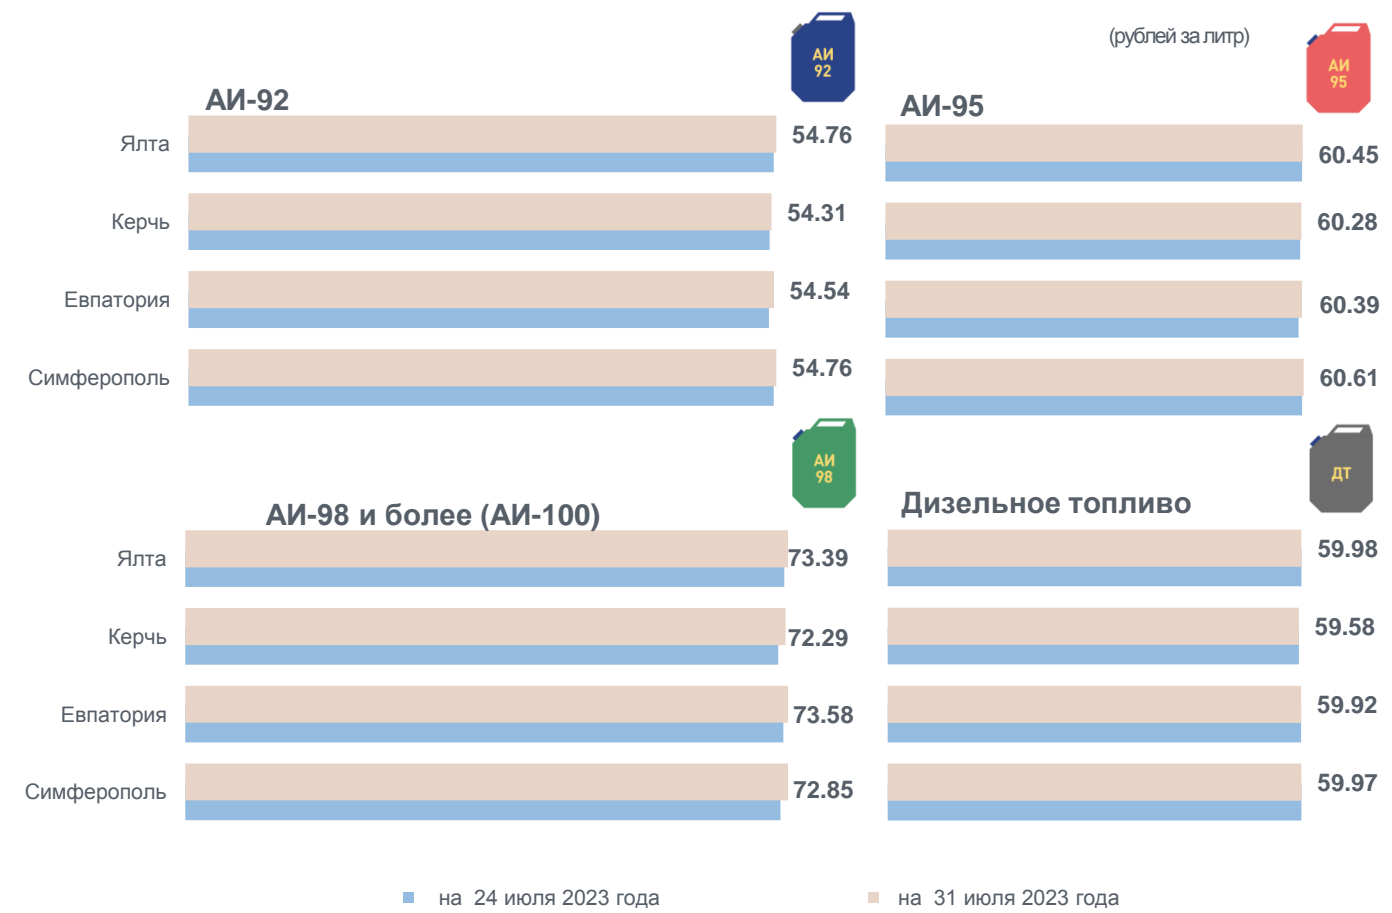 АИ
92
(рублей за литр)
АИ
95
АИ-92
АИ-95
Ялта
54.76
60.45
Керчь
54.31
60.28
Евпатория
54.54
60.39
Симферополь
54.76
60.61
АИ
98
ДТ
АИ-98 и более (АИ-100)
Дизельное топливо
Ялта
73.39
59.98
Керчь
72.29
59.58
Евпатория
73.58
59.92
Симферополь
72.85
59.97
на 24 июля 2023 года
на 31 июля 2023 года